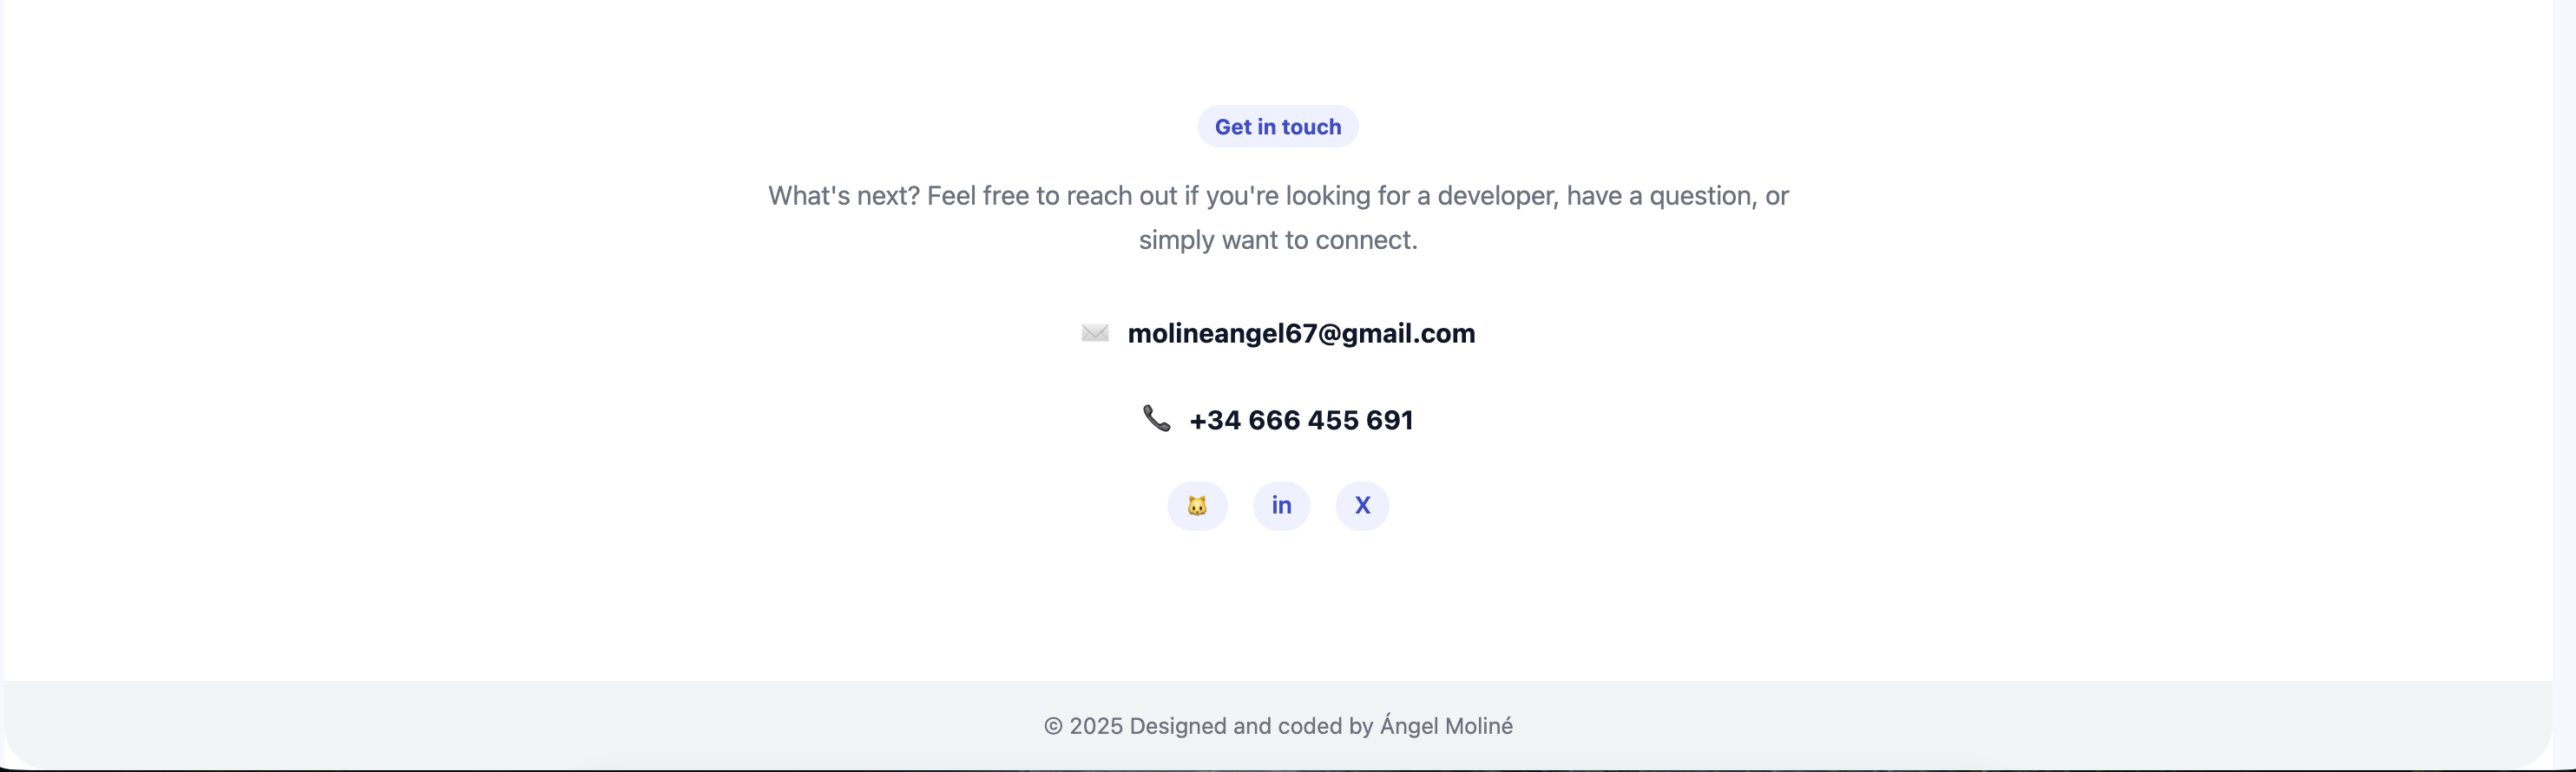 Get in touch
What's next? Feel free to reach out if you're looking for a developer, have a question, or
simply want to connect.
molineangel67@gmail.com
+34 666 455 691
in X
© 2025 Designed and coded by Ángel Moliné